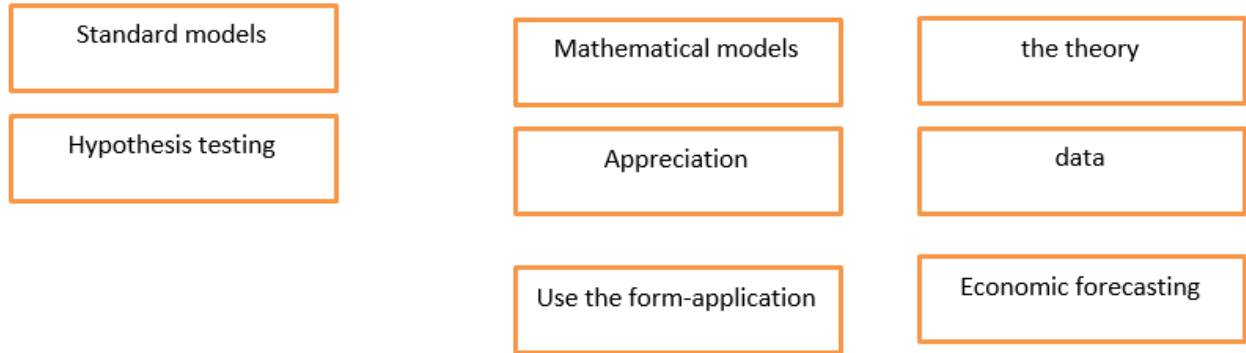 Standard models
Mathematical models
the theory
Hypothesis testing
Appreciation
data
Use the form-application
Economic forecasting